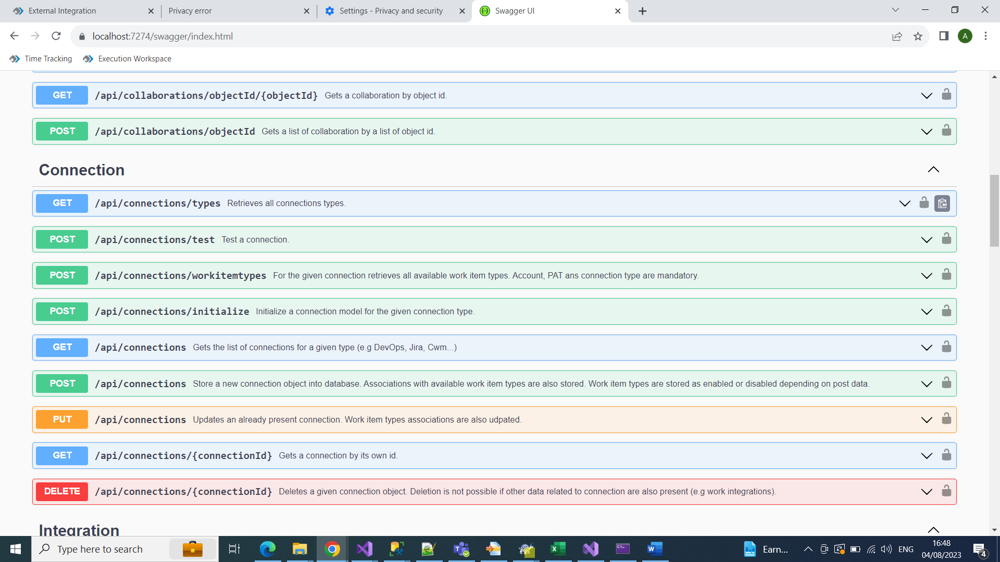 External Integration
Privacy error
Settings - Privacy and security
Swagger UI
localhost:7274/swagger/index.html
A
Time Tracking
Execution Workspace
GET /api/collaborations/objectId/{objectId} Gets a collaboration by object id.
POST /api/collaborations/objectId Gets a list of collaboration by a list of object id.
Connection
GET /api/connections/types Retrieves all connections types.
POST /api/connections/test Test a connection.
POST /api/connections/workitemtypes For the given connection retrieves all available work item types. Account, PAT ans connection type are mandatory.
POST /api/connections/initialize Initialize a connection model for the given connection type.
GET /api/connections Gets the list of connections for a given type (e.g DevOps, Jira, Cwm...)
POST /api/connections Store a new connection object into database. Associations with available work item types are also stored. Work item types are stored as enabled or disabled depending on post data.
PUT /api/connections Updates an already present connection. Work item types associations are also udpated.
GET /api/connections/{connectionId} Gets a connection by its own id.
DELETE /api/connections/{connectionId} Deletes a given connection object. Deletion is not possible if other data related to connection are also present (e.g work integrations).
Integration
Type here to search
Earn...
ENG
16:48
04/08/2023
4